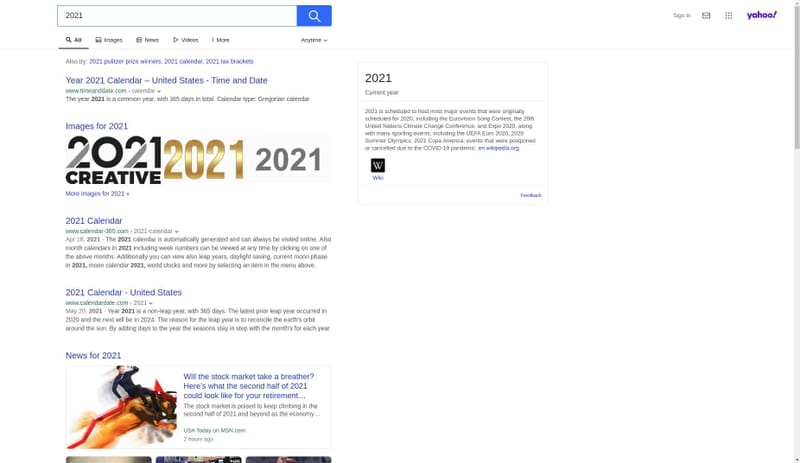 2021
Sign in
yahoo!
All
Images
News
Videos
More
Anytime
Also try: 2021 pulitzer prize winners, 2021 calendar, 2021 tax brackets
Year 2021 Calendar – United States - Time and Date
www.timeanddate.com › calendar
The year 2021 is a common year, with 365 days in total. Calendar type: Gregorian calendar
Images for 2021
2021
CREATIVE
2021
2021
More images for 2021 »
2021 Calendar
www.calendar-365.com › 2021-calendar
Apr 18, 2021 · The 2021 calendar is automatically generated and can always be visited online. Also
month calendars in 2021 including week numbers can be viewed at any time by clicking on one of
the above months. Additionally you can view also leap years, daylight saving, current moon phase
in 2021, moon calendar 2021, world clocks and more by selecting an item in the menu above.
2021 Calendar - United States
www.calendardate.com › 2021
May 20, 2021 · Year 2021 is a non-leap year, with 365 days. The latest prior leap year occurred in
2020 and the next will be in 2024. The reason for the leap year is to reconcile the earth's orbit
around the sun. By adding days to the year the seasons stay in step with the month's for each year
News for 2021
Will the stock market take a breather?
Here's what the second half of 2021
could look like for your retirement…
The stock market is poised to keep climbing in the
second half of 2021 and beyond as the economy…
USA Today on MSN.com
2 hours ago
2021
Current year
2021 is scheduled to host most major events that were originally
scheduled for 2020, including the Eurovision Song Contest, the 26th
United Nations Climate Change Conference, and Expo 2020, along
with many sporting events, including the UEFA Euro 2020, 2020
Summer Olympics, 2021 Copa América, events that were postponed
or cancelled due to the COVID-19 pandemic. en.wikipedia.org
W
Wiki
Feedback